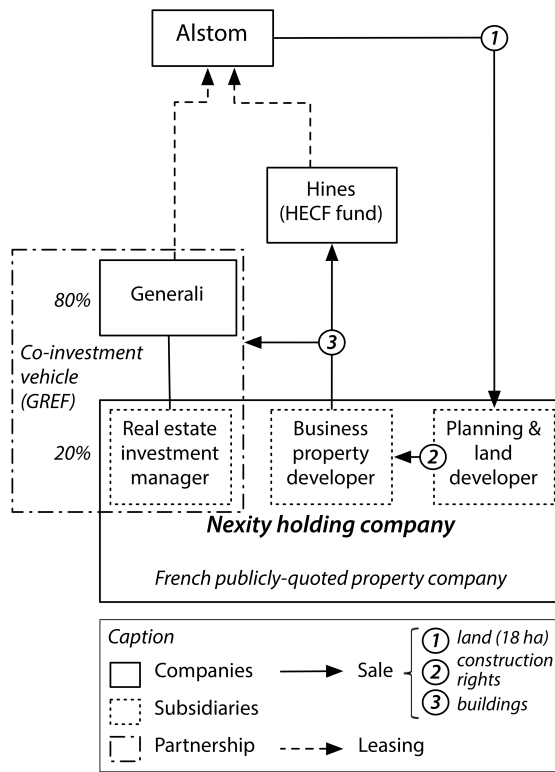 Alstom
1
Hines
(HECF fund)
80%
Generali
Co-investment
vehicle
(GREF)
3
20%
Real estate
investment
manager
Business
property
developer
2
Planning &
land
developer
Nexity holding company
French publicly-quoted property company
Caption
Companies
Subsidiaries
Partnership
Sale
Leasing
1 land (18 ha)
2 construction
rights
3 buildings